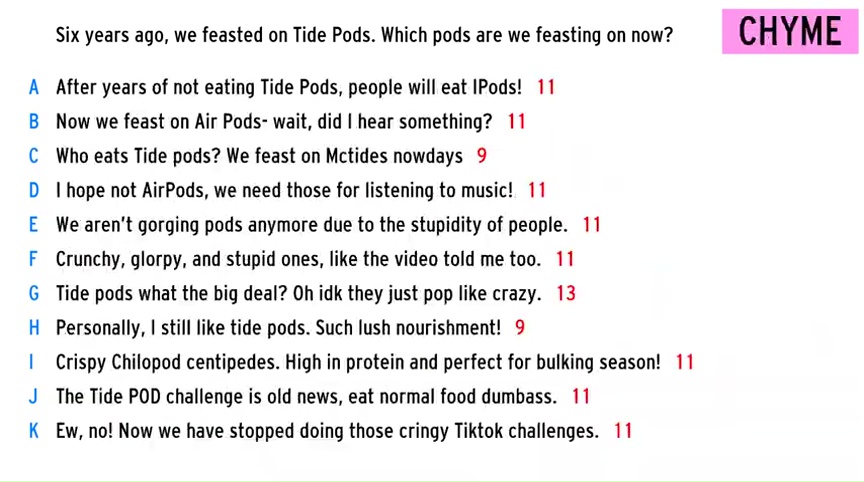 Six years ago, we feasted on Tide Pods. Which pods are we feasting on now?
CHYME
A After years of not eating Tide Pods, people will eat IPods! 11
B Now we feast on Air Pods- wait, did I hear something? 11
C Who eats Tide pods? We feast on Mctides nowdays 9
D I hope not AirPods, we need those for listening to music! 11
E We aren't gorging pods anymore due to the stupidity of people. 11
F Crunchy, glorpy, and stupid ones, like the video told me too. 11
G Tide pods what the big deal? Oh idk they just pop like crazy. 13
H Personally, I still like tide pods. Such lush nourishment! 9
I Crispy Chilopod centipedes. High in protein and perfect for bulking season! 11
J The Tide POD challenge is old news, eat normal food dumbass. 11
K Ew, no! Now we have stopped doing those cringy Tiktok challenges. 11